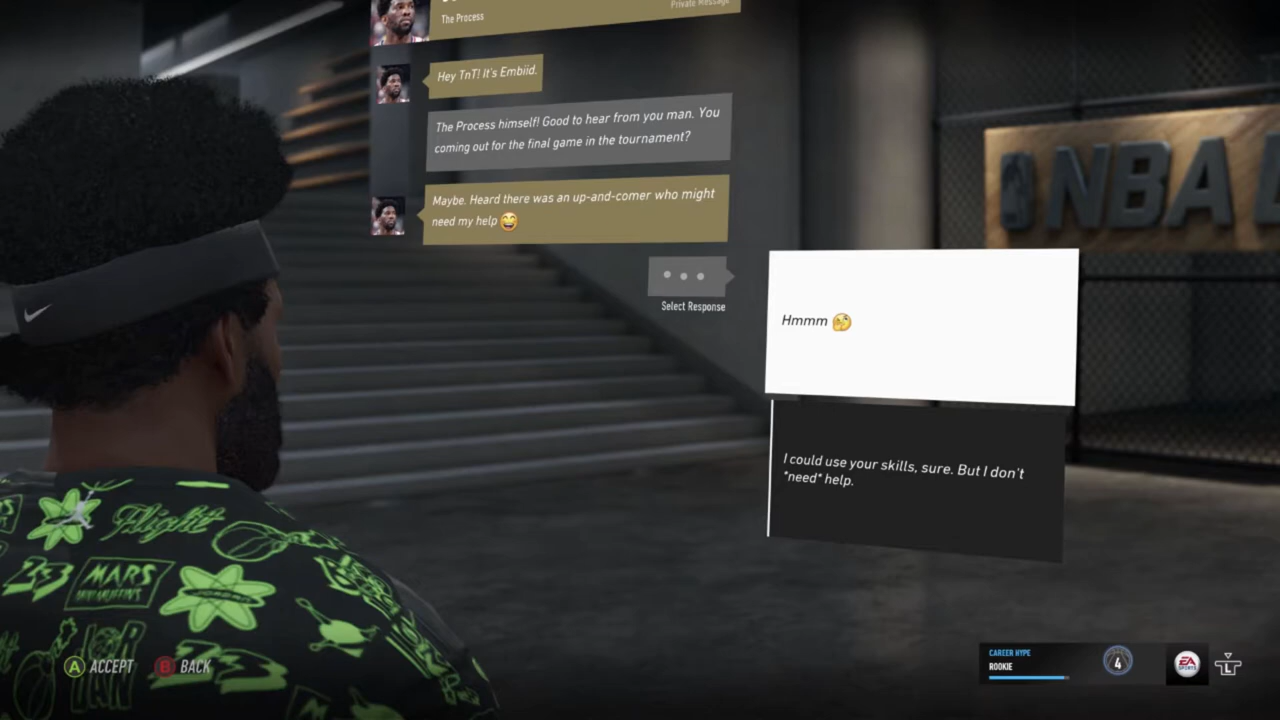 Private Message
The Process
Hey TnT! It's Embiid.
The Process himself! Good to hear from you man. You
coming out for the final game in the tournament?
Maybe. Heard there was an up-and-comer who might
need my help 😄
Select Response
Hmmm 🤔
I could use your skills, sure. But I don't
*need* help.
NBA
Flight
23
MARS
JORDAN
23
A ACCEPT B BACK
CAREER HYPE
ROOKIE
4
EA
SPORTS
L